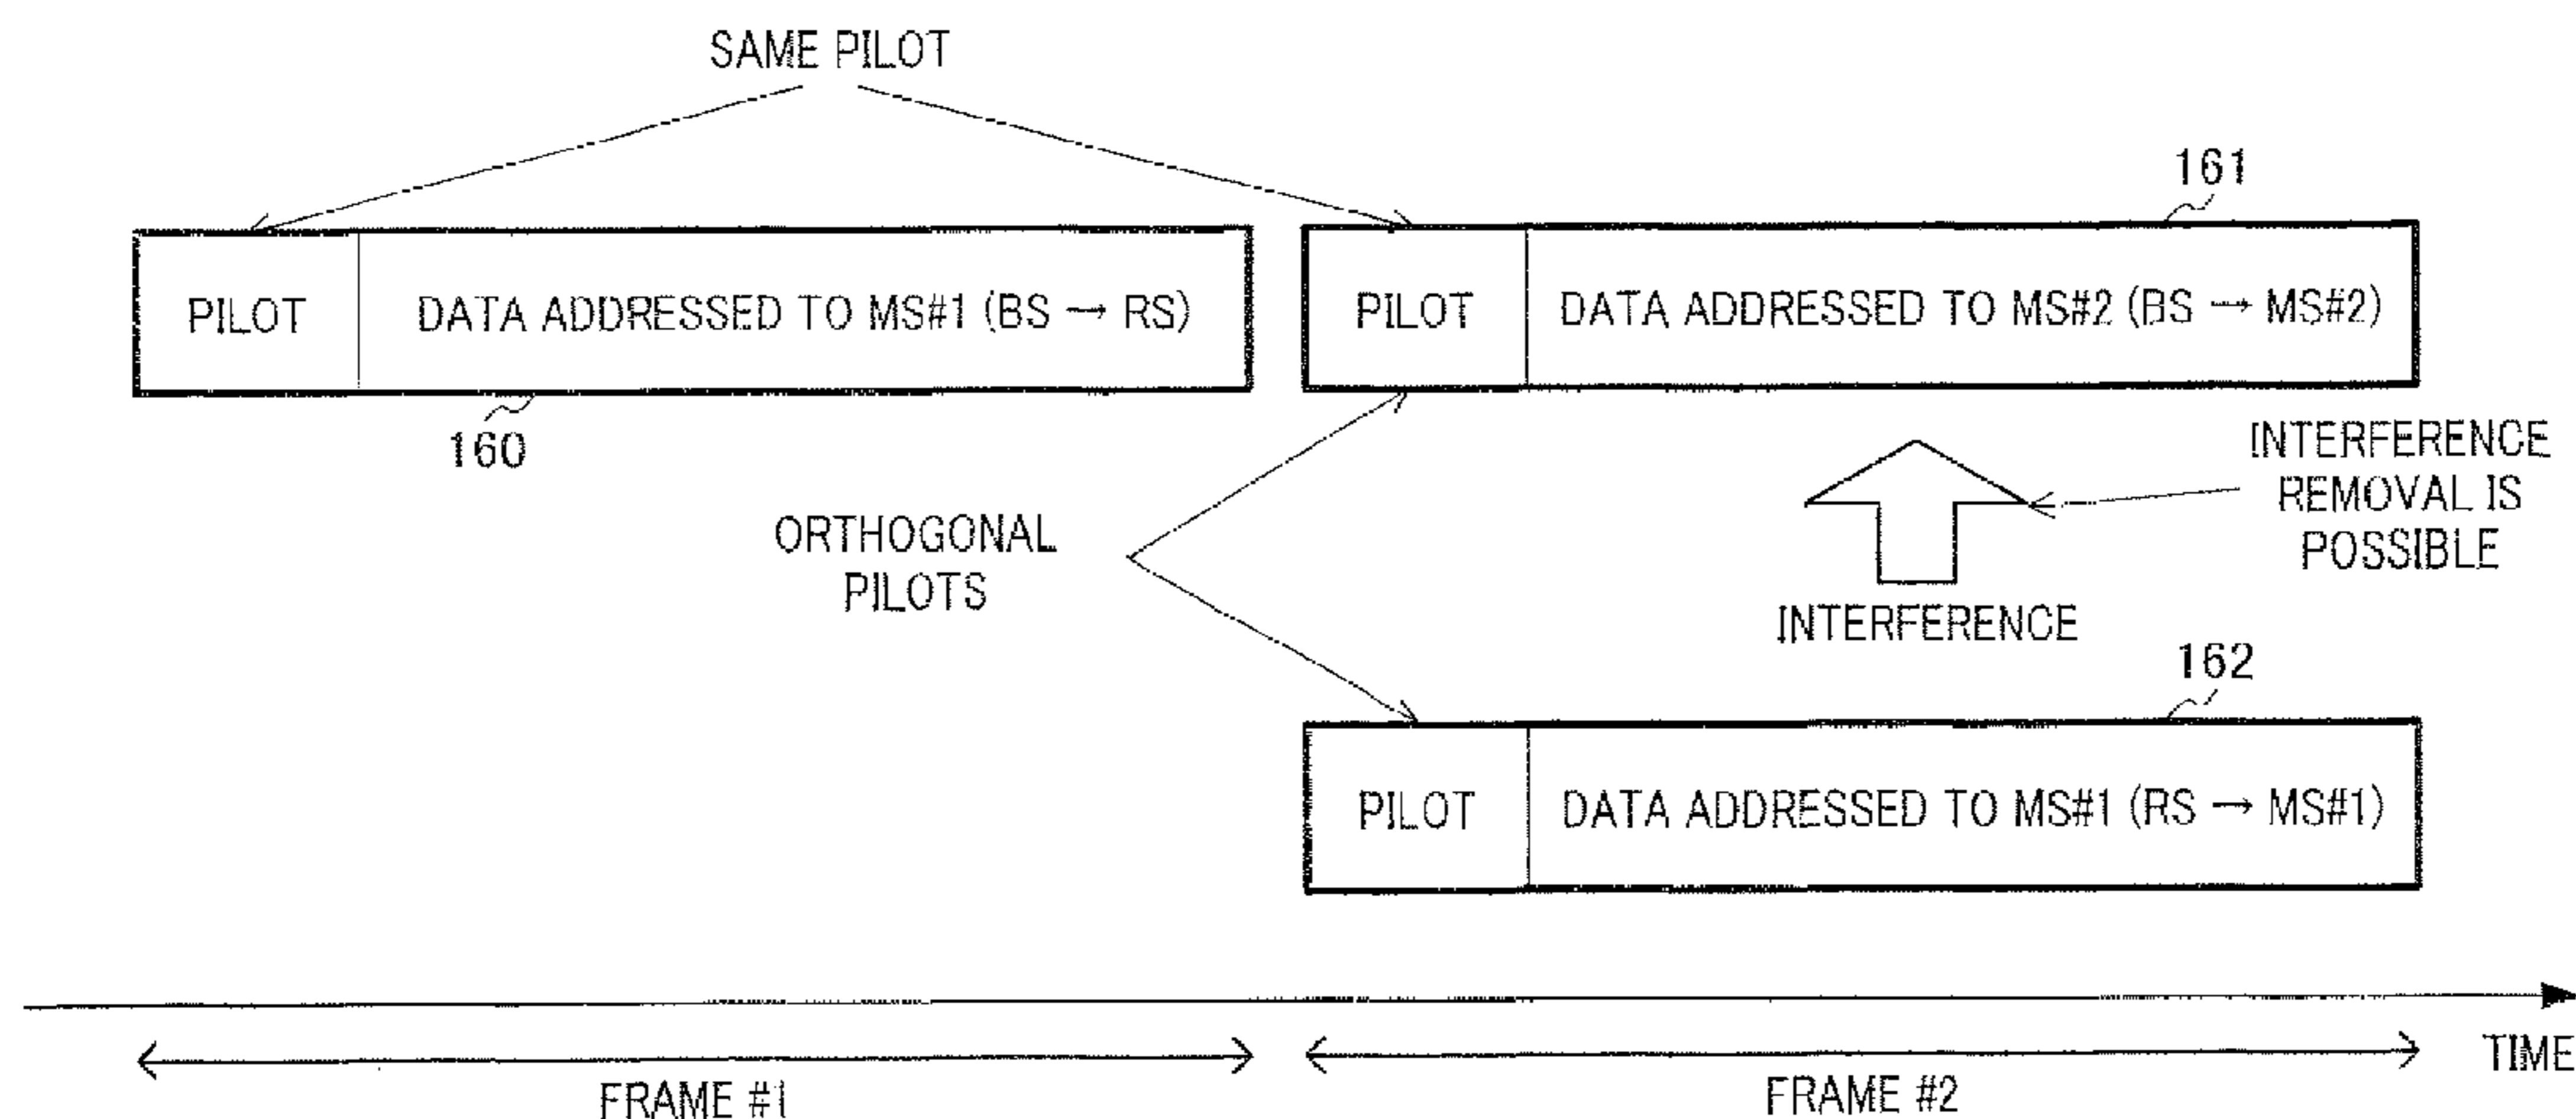 SAME PILOT
161
PILOT
DATA ADDRESSED TO MS#1 (BS → RS)
PILOT
DATA ADDRESSED TO MS#2 (BS → MS#2)
160
INTERFERENCE
REMOVAL IS
POSSIBLE
ORTHOGONAL
PILOTS
INTERFERENCE
162
PILOT
DATA ADDRESSED TO MS#1 (RS → MS#1)
TIME
FRAME #1
FRAME #2